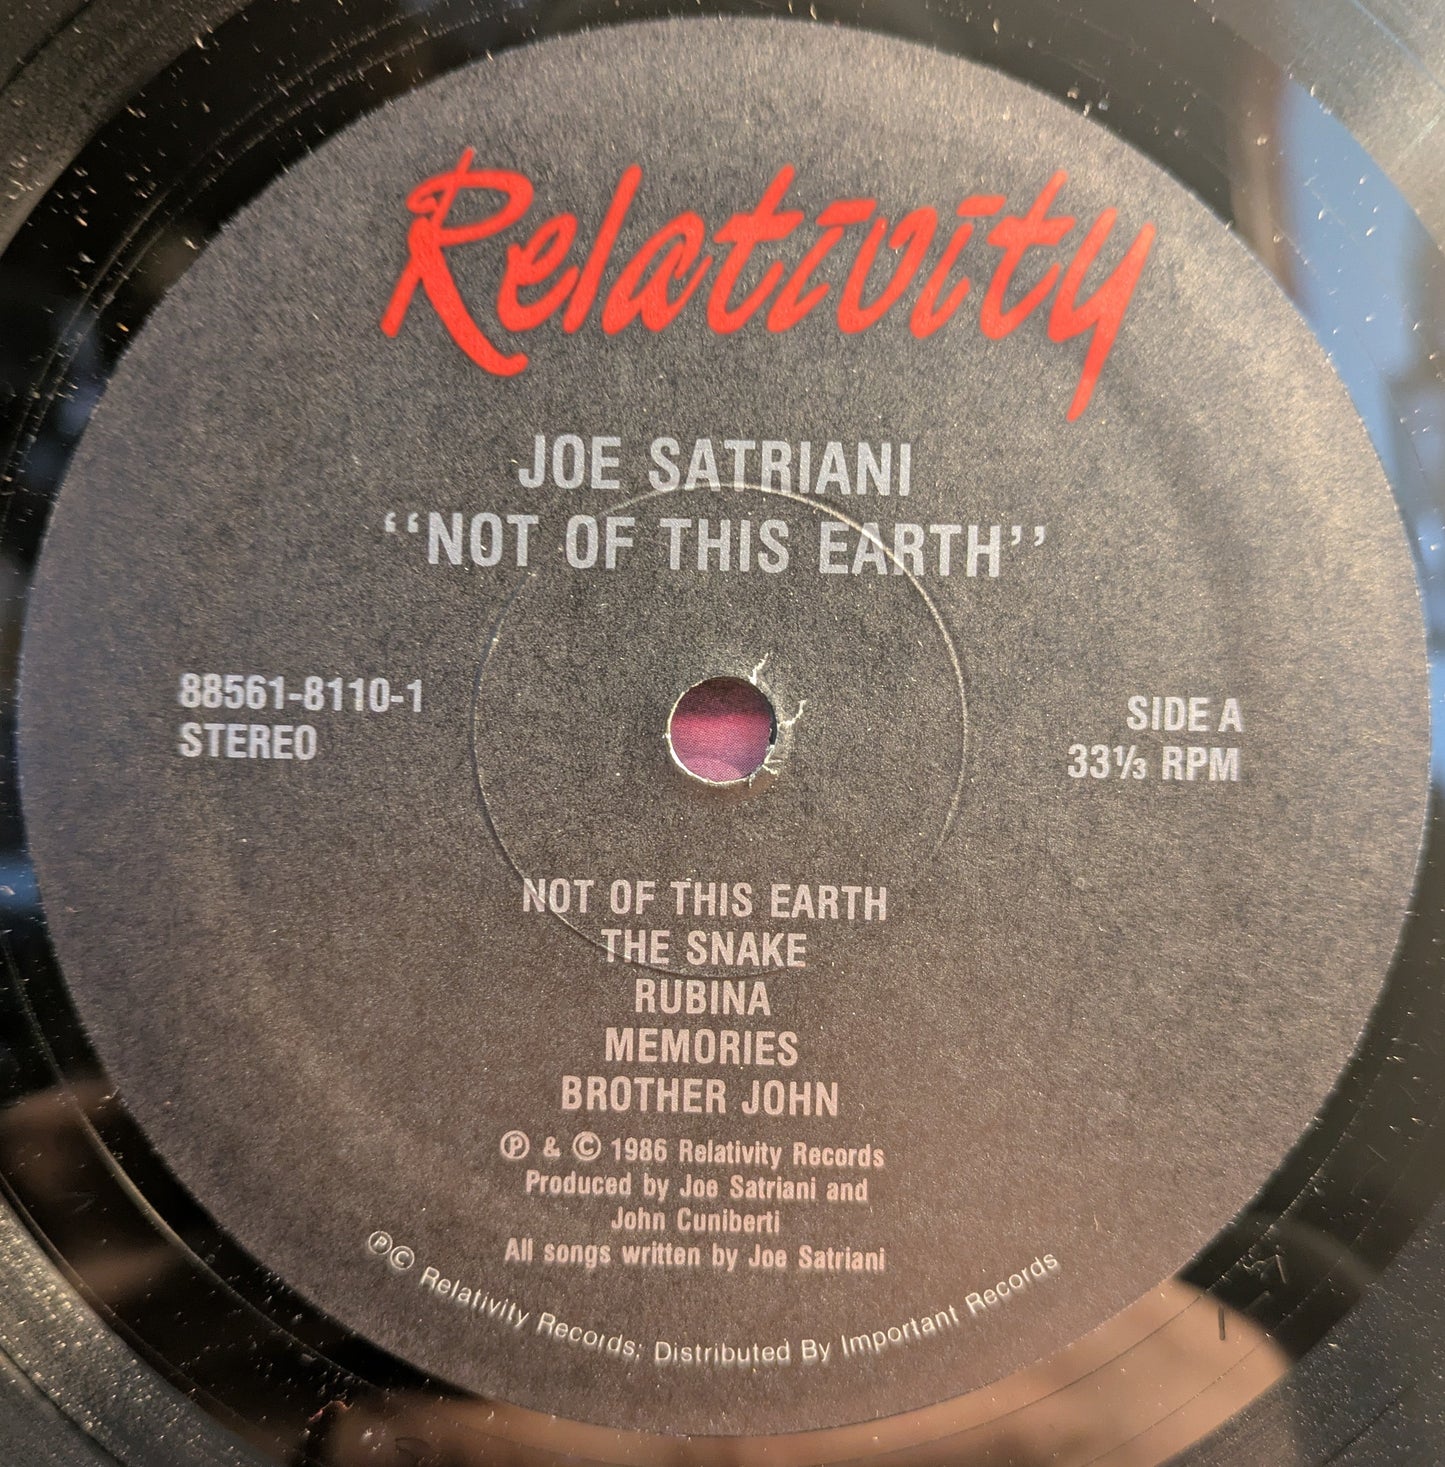 Relativity
JOE SATRIANI
“NOT OF THIS EARTH”
88561-8110-1
STEREO
SIDE A
33⅓ RPM
NOT OF THIS EARTH
THE SNAKE
RUBINA
MEMORIES
BROTHER JOHN
℗ & © 1986 Relativity Records
Produced by Joe Satriani and
John Cuniberti
All songs written by Joe Satriani
℗© Relativity Records; Distributed By Important Records